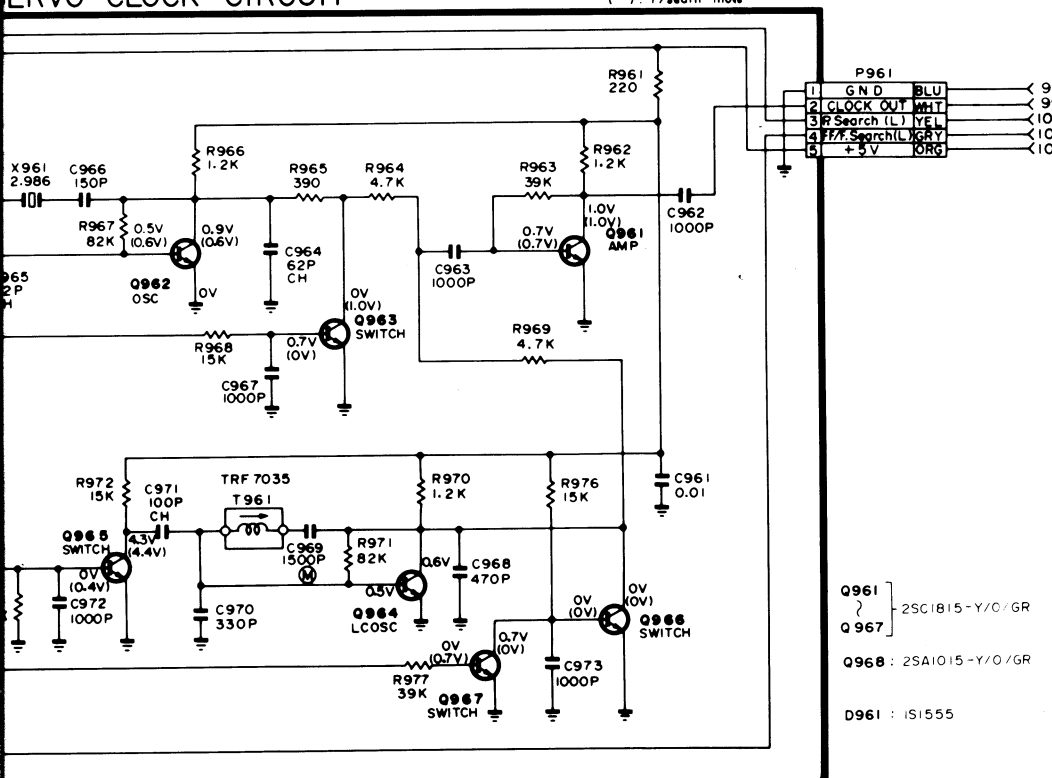 SERVO CLOCK CIRCUIT
R961
220
P961
1 GND BLU
2 CLOCK OUT WHT
3 R Search (L) YEL
4 FF/F.Search(L) GRY
5 +5V ORG
9
9
10
10
10
R966
1.2K
R962
1.2K
X961
2.986
C966
150P
R965
390
R964
4.7K
R963
39K
R967
82K
0.5V
(0.6V)
0.9V
(0.6V)
C962
1000P
1.0V
(1.0V)
0.7V
(0.7V)
Q961
AMP
C964
62P
CH
C963
1000P
965
2P
H
Q962
OSC
0V
0V
(1.0V)
Q963
SWITCH
R968
15K
0.7V
(0V)
R969
4.7K
C967
1000P
R972
15K
C971
100P
CH
TRF 7035
T961
R970
1.2K
R976
15K
C961
0.01
Q965
SWITCH
4.3V
(4.4V)
C969
1500P
M
R971
82K
0.6V
C968
470P
0V
(0.4V)
C972
1000P
C970
330P
0.5V
Q964
LCOSC
0V
(0V)
0V
(0V)
Q966
SWITCH
0V
(0.7V)
0.7V
(0V)
C973
1000P
R977
39K
Q967
SWITCH
Q961
Q967
2SC1815-Y/O/GR
Q968 : 2SA1015-Y/O/GR
D961 : 1S1555